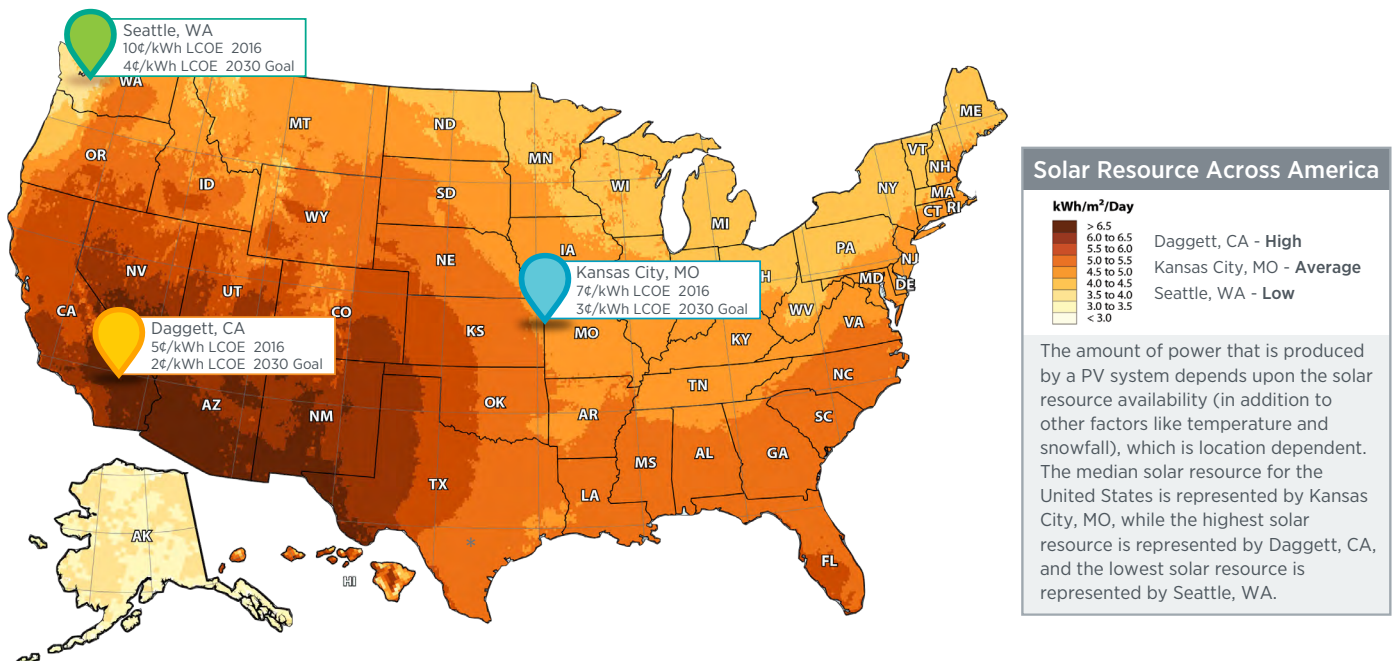 Seattle, WA
10¢/kWh LCOE 2016
4¢/kWh LCOE 2030 Goal
WA
MT
ND
MN
OR
ID
WY
SD
WI
MI
ME
VT
NH
NY
MA
CT RI
IA
NE
PA
NJ
NV
UT
CO
CA
Kansas City, MO
7¢/kWh LCOE 2016
3¢/kWh LCOE 2030 Goal
H
MD
DE
WV
VA
KS
MO
KY
Daggett, CA
5¢/kWh LCOE 2016
2¢/kWh LCOE 2030 Goal
AZ
NM
OK
AR
TN
NC
SC
MS
AL
GA
TX
LA
FL
AK
HI
*
Solar Resource Across America
kWh/m²/Day
> 6.5
6.0 to 6.5
5.5 to 6.0
5.0 to 5.5
4.5 to 5.0
4.0 to 4.5
3.5 to 4.0
3.0 to 3.5
< 3.0
Daggett, CA - High
Kansas City, MO - Average
Seattle, WA - Low
The amount of power that is produced
by a PV system depends upon the solar
resource availability (in addition to
other factors like temperature and
snowfall), which is location dependent.
The median solar resource for the
United States is represented by Kansas
City, MO, while the highest solar
resource is represented by Daggett, CA,
and the lowest solar resource is
represented by Seattle, WA.